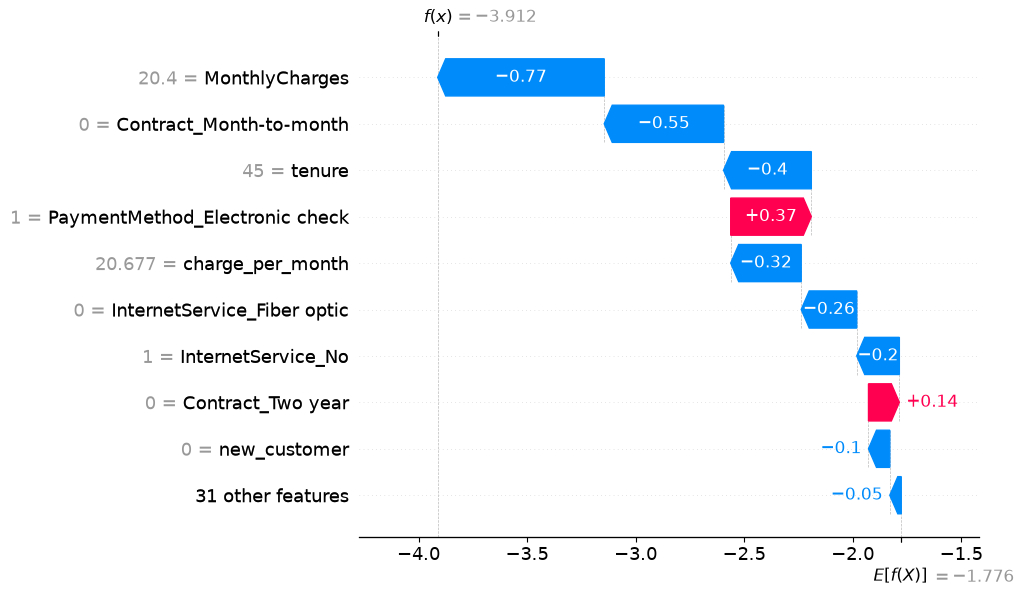 f(x) = −3.912
20.4 = MonthlyCharges −0.77
0 = Contract_Month-to-month −0.55
45 = tenure −0.4
1 = PaymentMethod_Electronic check +0.37
20.677 = charge_per_month −0.32
0 = InternetService_Fiber optic −0.26
1 = InternetService_No −0.2
0 = Contract_Two year +0.14
0 = new_customer −0.1
31 other features −0.05
−4.0 −3.5 −3.0 −2.5 −2.0 −1.5
E[f(X)] = −1.776